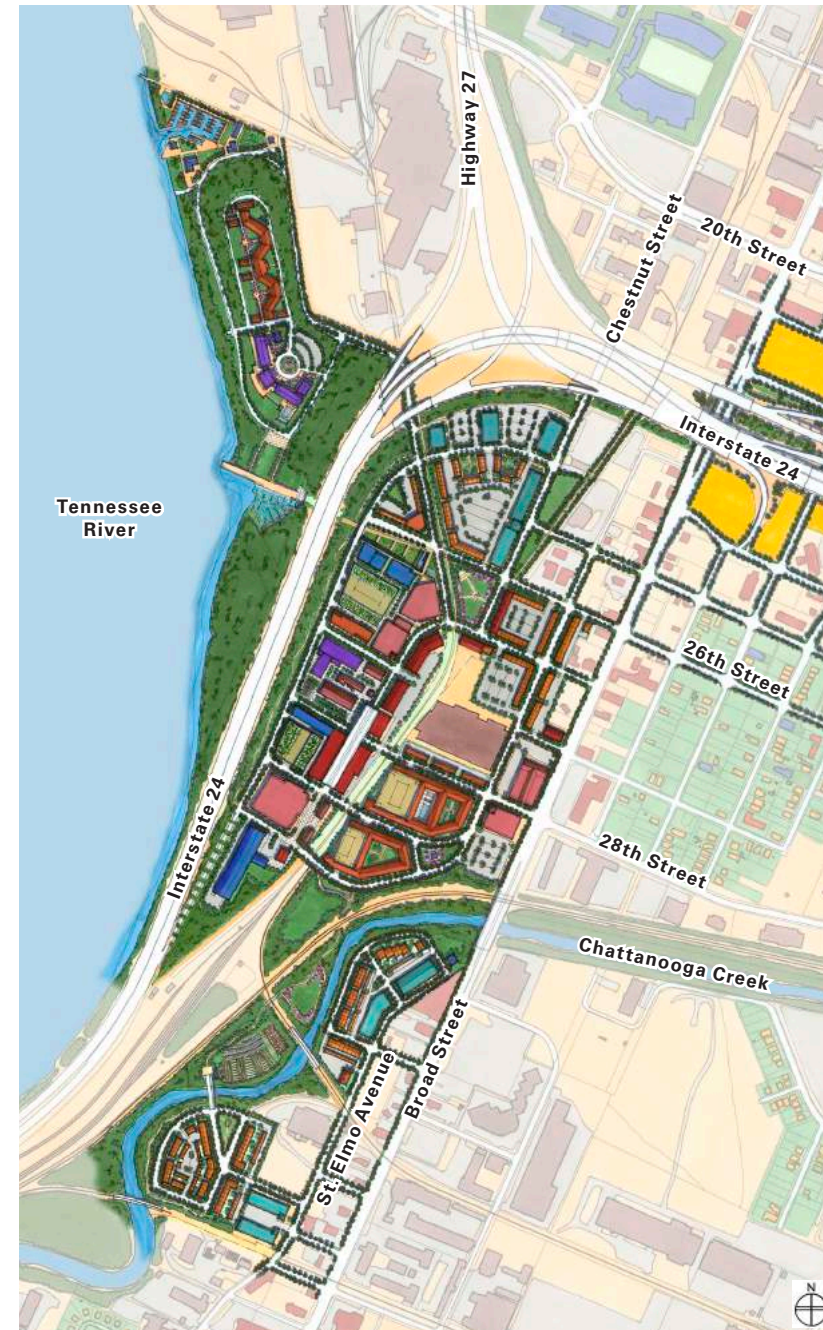 Highway 27
Chestnut Street
20th Street
Interstate 24
Tennessee
River
26th Street
Interstate 24
28th Street
Chattanooga Creek
St. Elmo Avenue
Broad Street
N